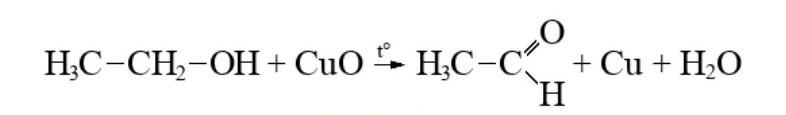 H₃C−CH₂−OH + CuO t° → H₃C−C=O + Cu + H₂O
H